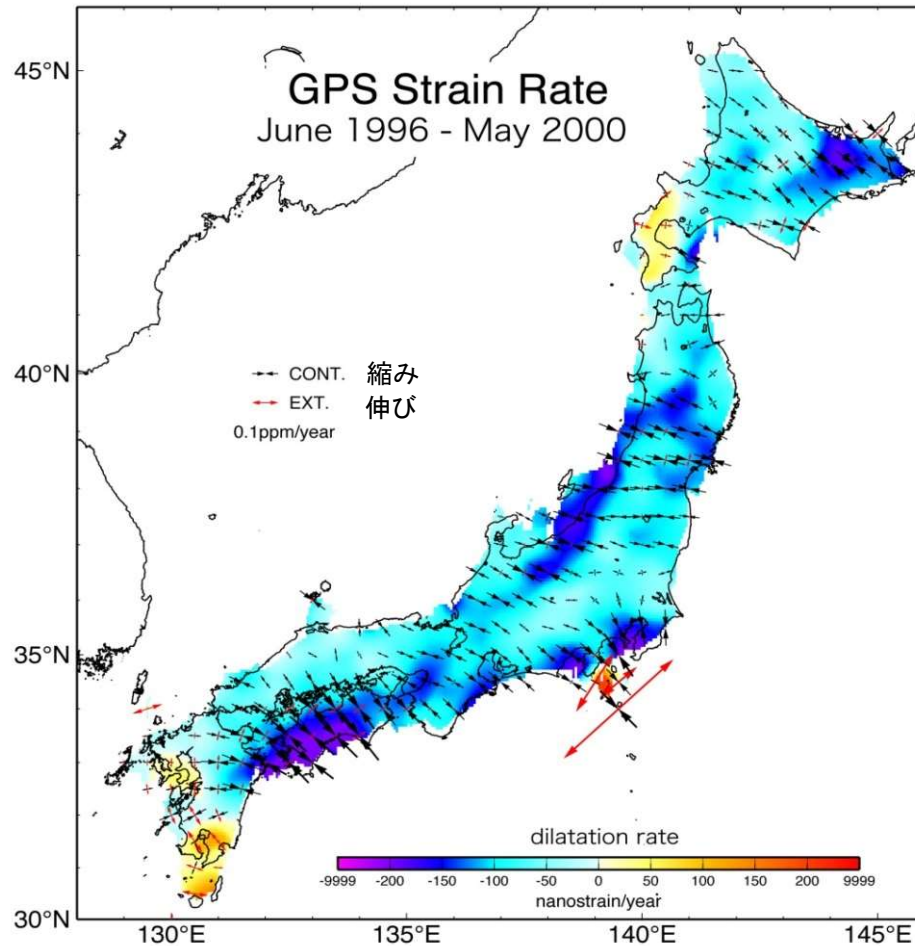 GPS Strain Rate
June 1996 - May 2000
45°N
40°N
35°N
30°N
CONT. 縮み
EXT. 伸び
0.1ppm/year
dilatation rate
-9999 -200 -150 -100 -50 0 50 100 150 200 9999
nanostrain/year
130°E 135°E 140°E 145°E